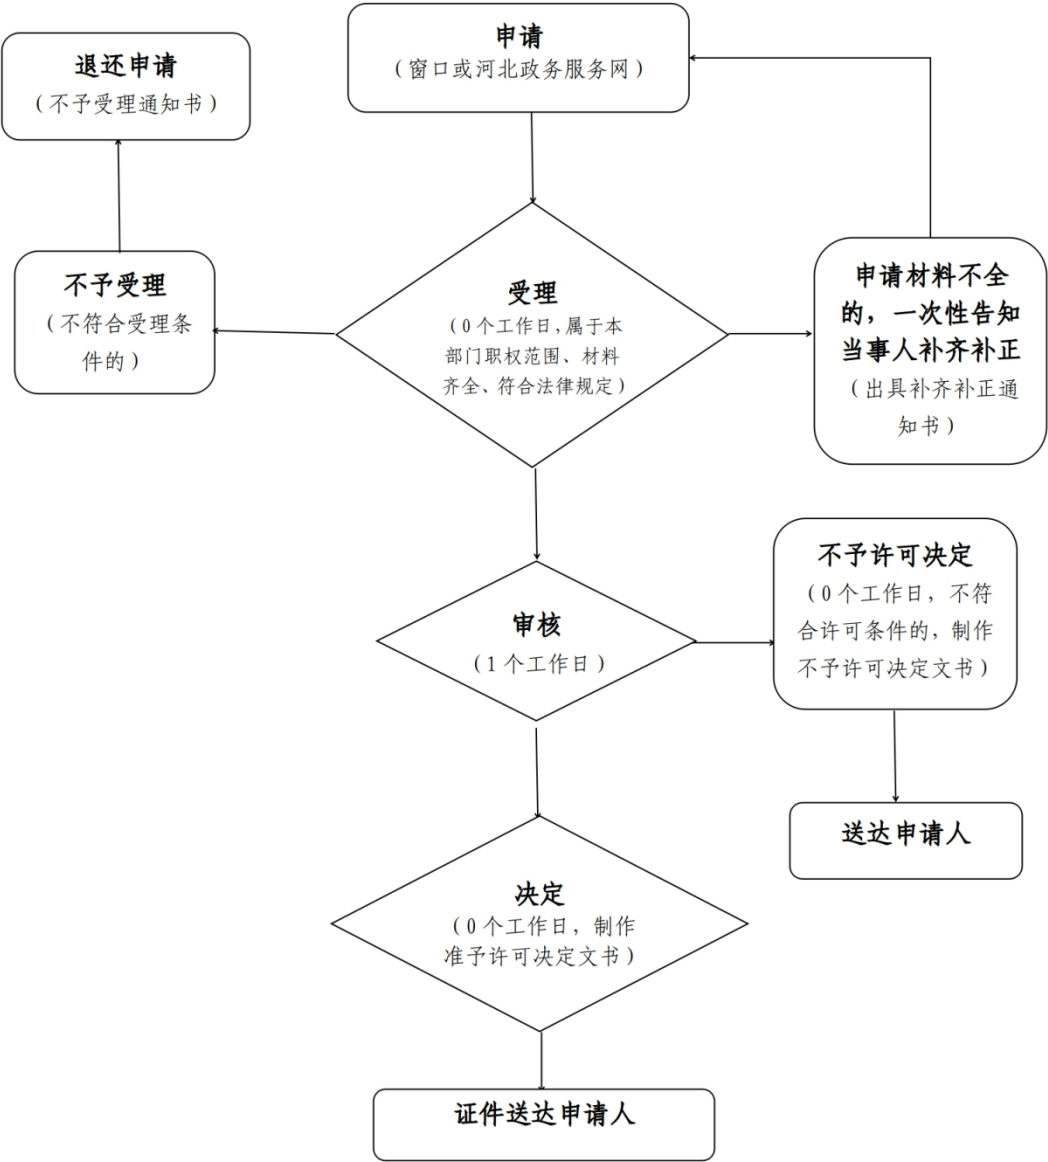 申请
（窗口或河北政务服务网）
退还申请
（不予受理通知书）
不予受理
（不符合受理条
件的）
受理
（0个工作日，属于本
部门职权范围、材料
齐全、符合法律规定）
申请材料不全
的，一次性告知
当事人补齐补正
（出具补齐补正通
知书）
审核
（1个工作日）
不予许可决定
（0个工作日，不符
合许可条件的，制作
不予许可决定文书）
送达申请人
决定
（0个工作日，制作
准予许可决定文书）
证件送达申请人